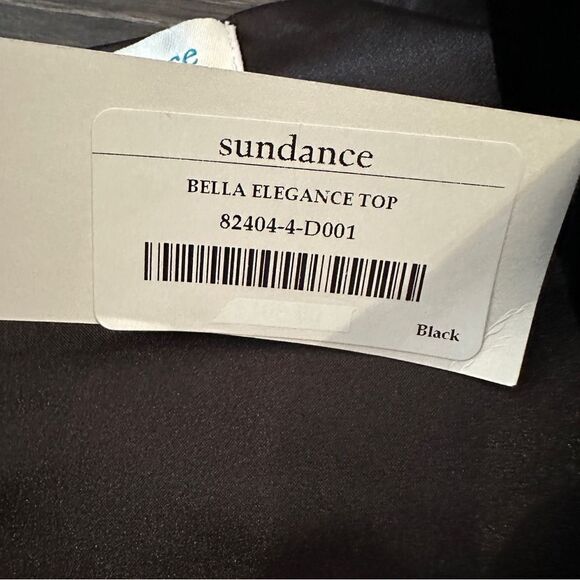 sundance
BELLA ELEGANCE TOP
82404-4-D001
Black